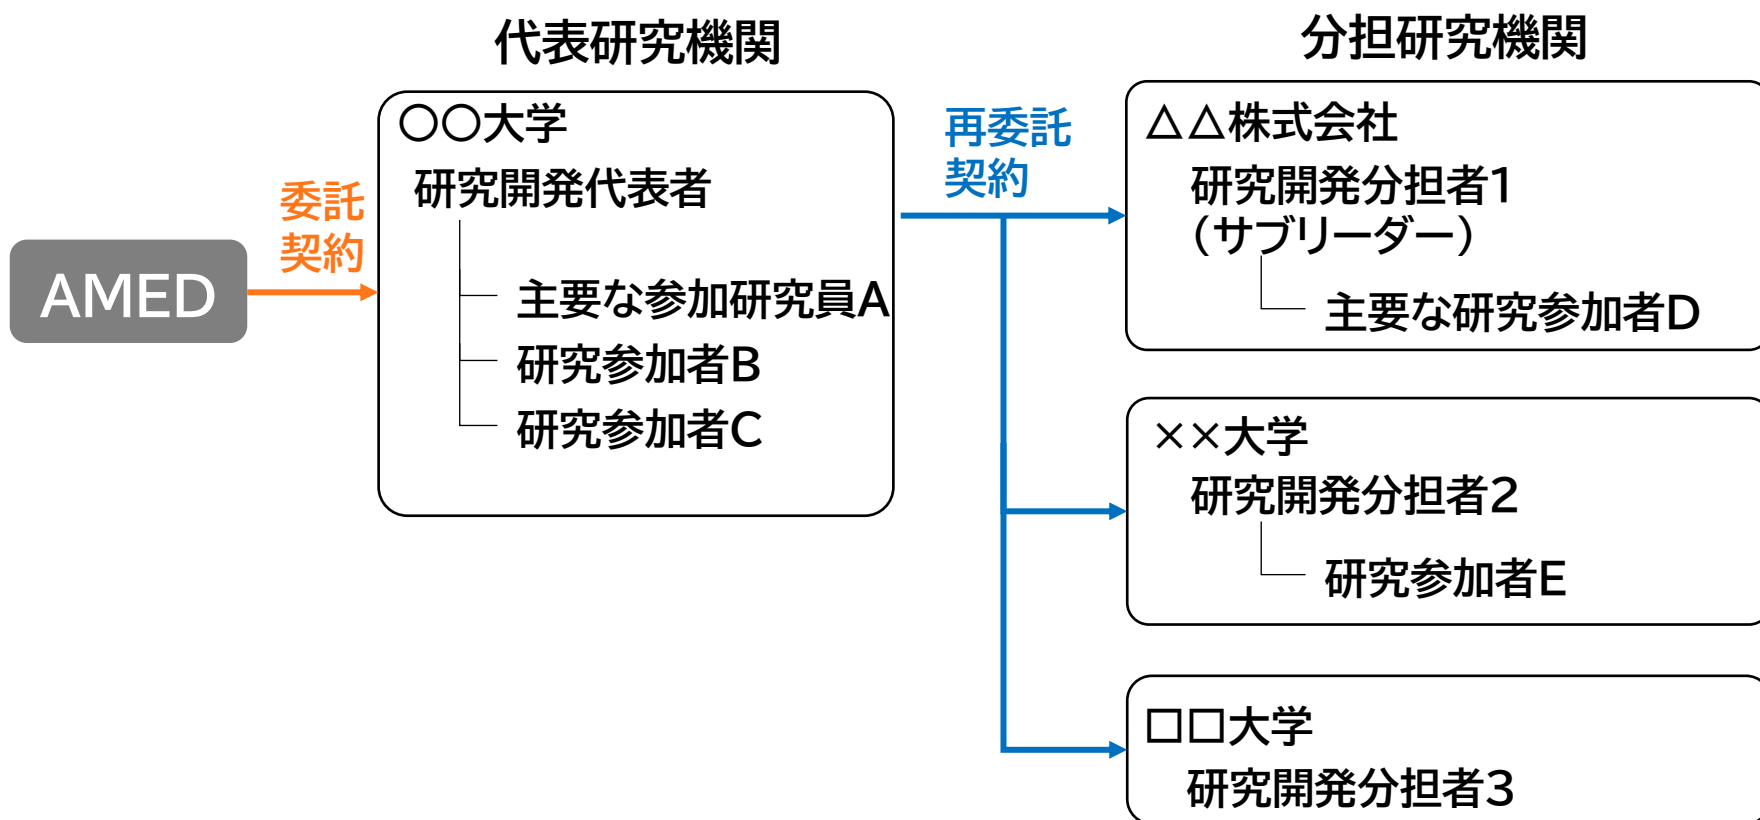 代表研究機関
分担研究機関
AMED
委託
契約
〇〇大学
研究開発代表者
主要な参加研究員A
研究参加者B
研究参加者C
再委託
契約
△△株式会社
研究開発分担者1
（サブリーダー）
主要な研究参加者D
××大学
研究開発分担者2
研究参加者E
□□大学
研究開発分担者3